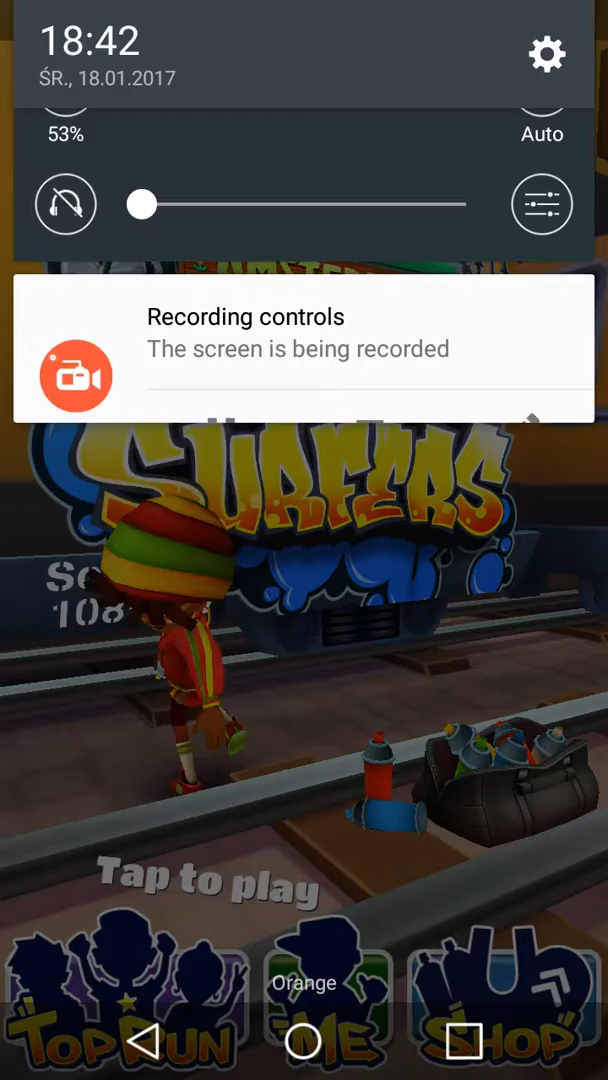 18:42
ŚR., 18.01.2017
53%
Auto
Recording controls
The screen is being recorded
SURFERS
108
Tap to play
Orange
TOP RUN
ME
SHOP